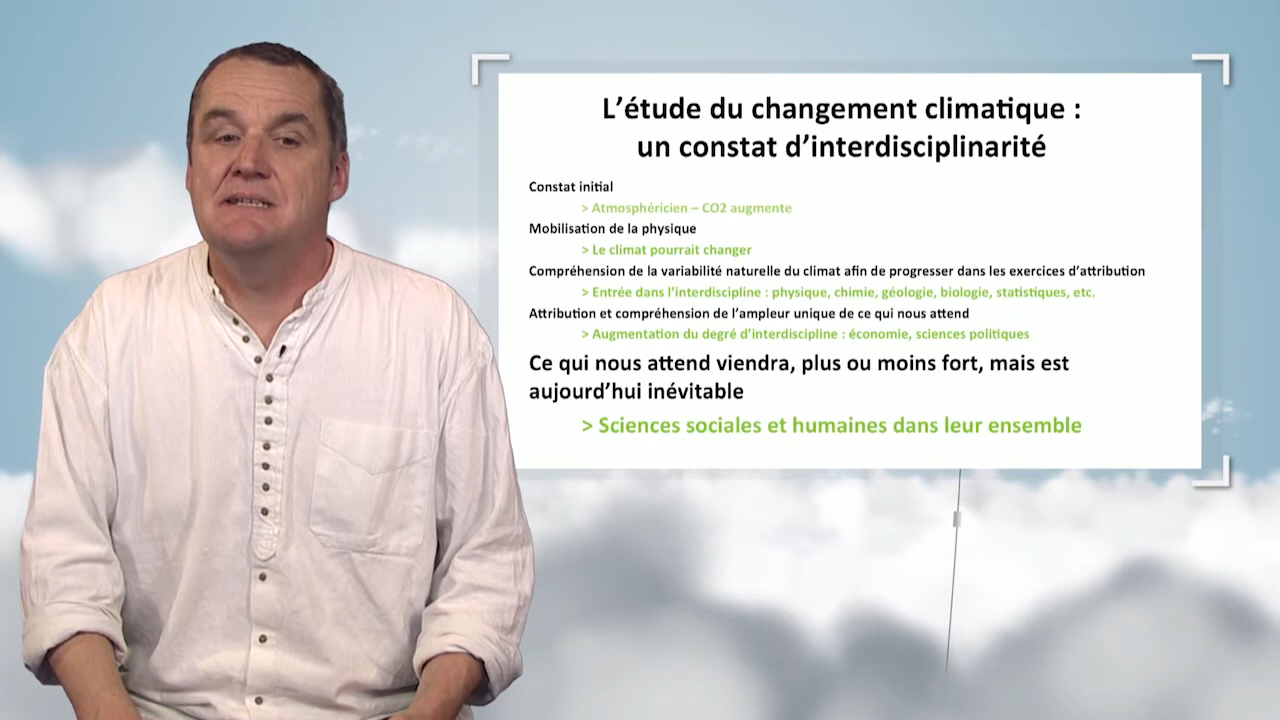 L’étude du changement climatique :
un constat d’interdisciplinarité
Constat initial
> Atmosphéricien – CO2 augmente
Mobilisation de la physique
> Le climat pourrait changer
Compréhension de la variabilité naturelle du climat afin de progresser dans les exercices d’attribution
> Entrée dans l’interdiscipline : physique, chimie, géologie, biologie, statistiques, etc.
Attribution et compréhension de l’ampleur unique de ce qui nous attend
> Augmentation du degré d’interdiscipline : économie, sciences politiques
Ce qui nous attend viendra, plus ou moins fort, mais est
aujourd’hui inévitable
> Sciences sociales et humaines dans leur ensemble